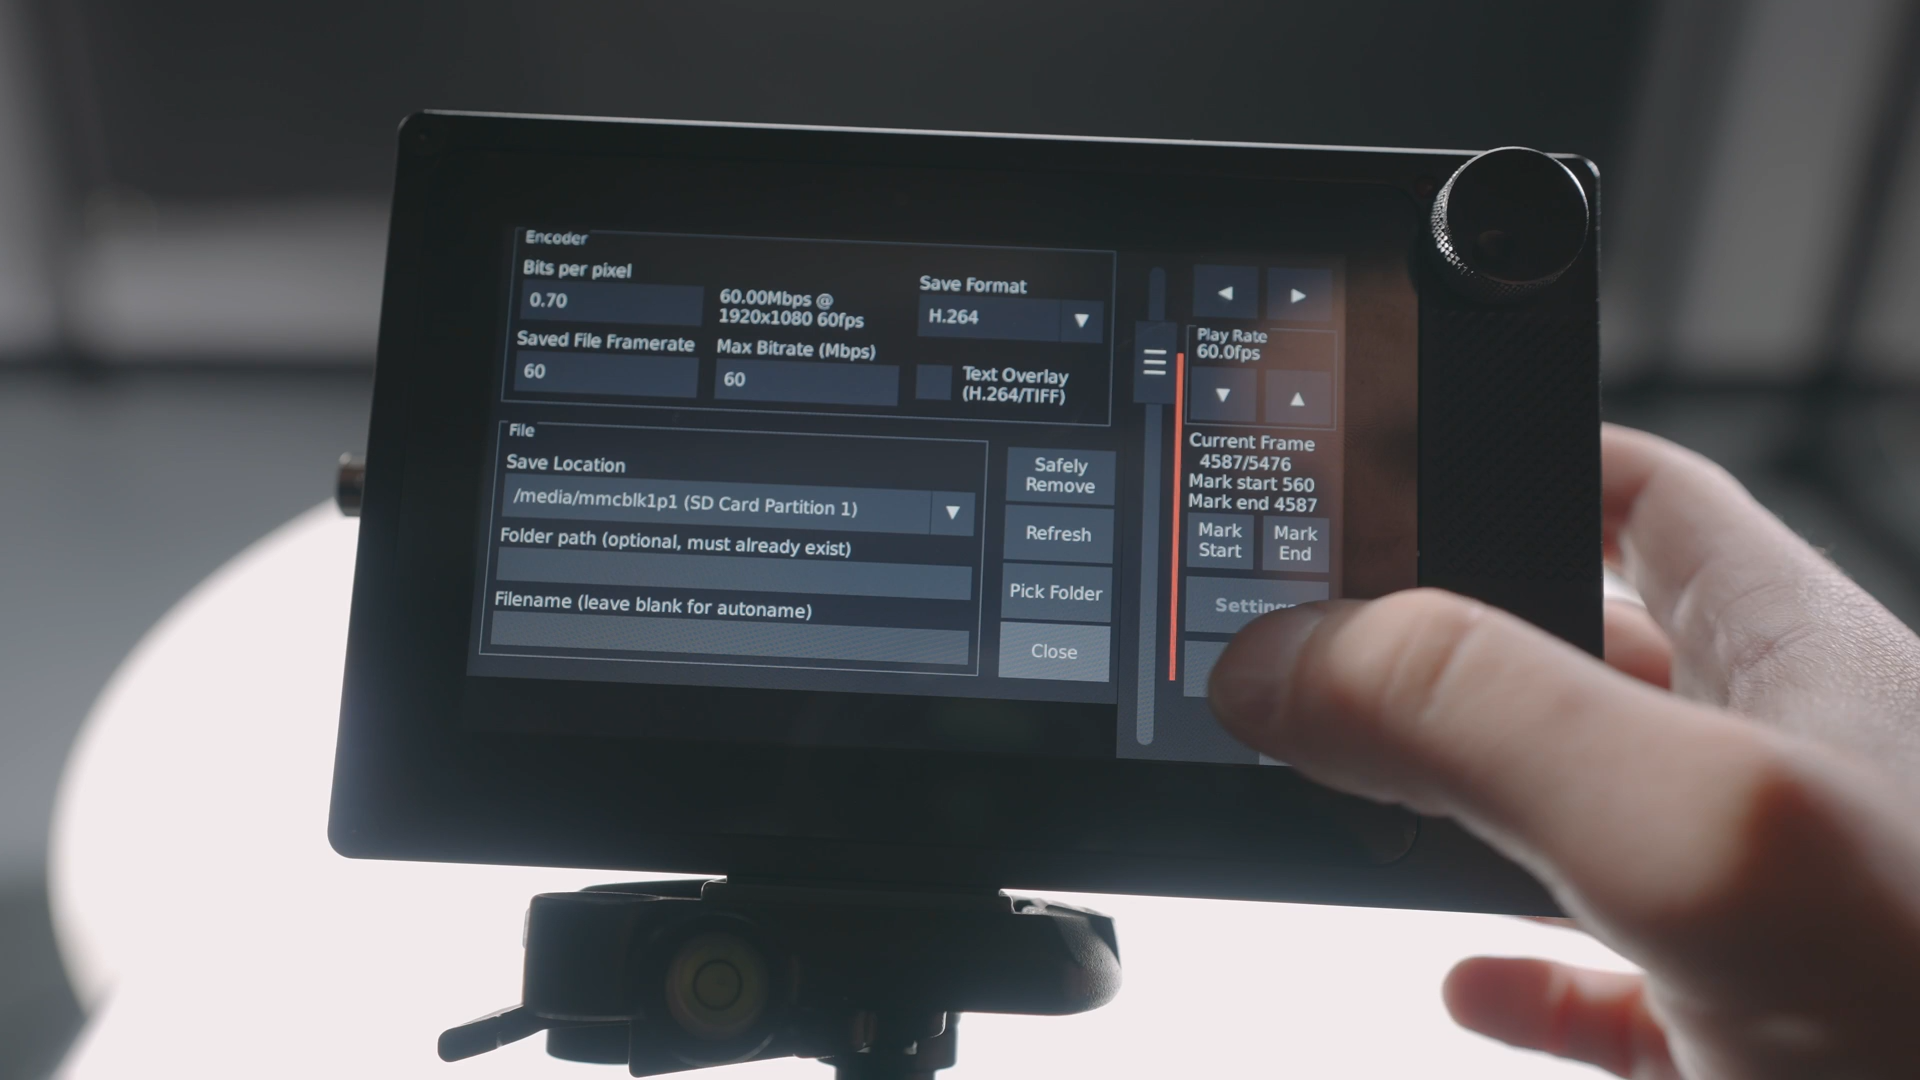 Encoder
Bits per pixel
0.70
60.00Mbps @
1920x1080 60fps
Save Format
H.264
Saved File Framerate
60
Max Bitrate (Mbps)
60
Text Overlay
(H.264/TIFF)
File
Save Location
/media/mmcblk1p1 (SD Card Partition 1)
Folder path (optional, must already exist)
Filename (leave blank for autoname)
Safely
Remove
Refresh
Pick Folder
Close
Play Rate
60.0fps
Current Frame
4587/5476
Mark start 560
Mark end 4587
Mark
Start
Mark
End
Settings